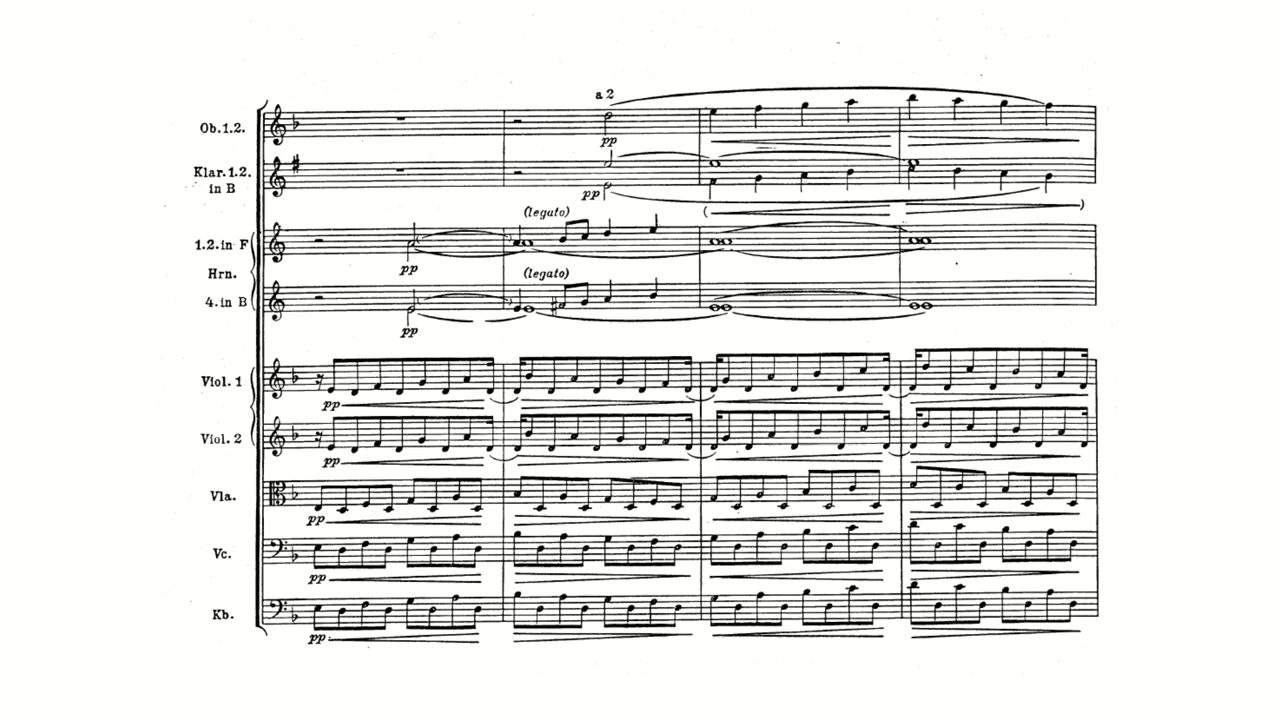 a 2
Ob.1.2.
pp
Klar.1.2.
in B
pp
(legato)
1.2.in F
pp
Hrn.
(legato)
4.in B
pp
Viol. 1
pp
Viol. 2
pp
Vla.
pp
Vc.
pp
Kb.
pp